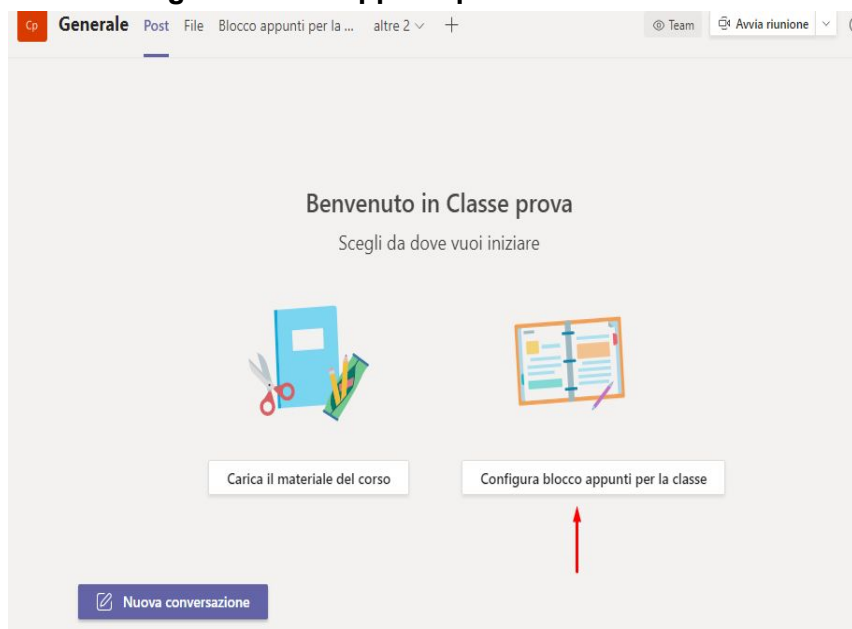 Cp Generale Post File Blocco appunti per la ... altre 2 Team Avvia riunione
Benvenuto in Classe prova
Scegli da dove vuoi iniziare
Carica il materiale del corso Configura blocco appunti per la classe
Nuova conversazione